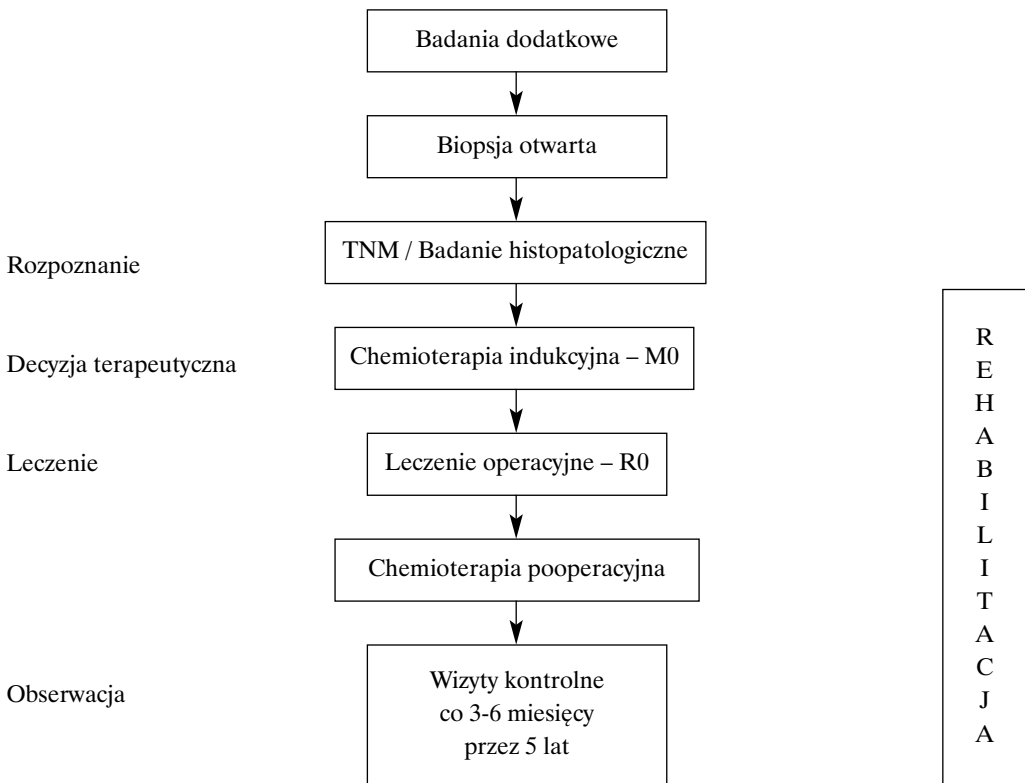 Badania dodatkowe
Biopsja otwarta
TNM / Badanie histopatologiczne
Rozpoznanie
Chemioterapia indukcyjna – M0
Decyzja terapeutyczna
Leczenie operacyjne – R0
Leczenie
Chemioterapia pooperacyjna
Wizyty kontrolne
co 3-6 miesięcy
przez 5 lat
Obserwacja
R
E
H
A
B
I
L
I
T
A
C
J
A